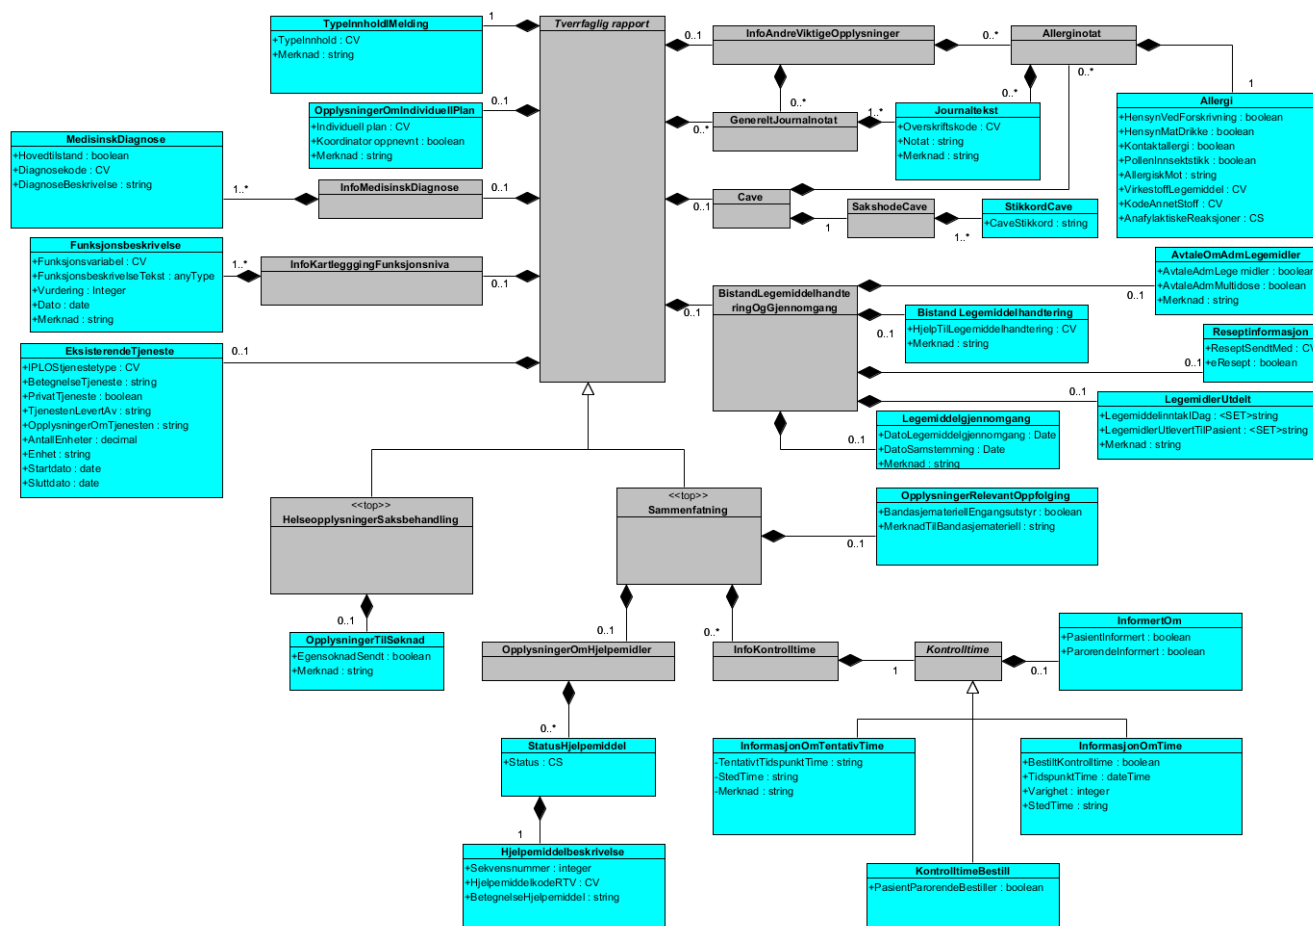 TypeInnholdIMelding
+TypeInnhold : CV
+Merknad : string
1
Tverrfaglig rapport
0..1
InfoAndreViktigeOpplysninger
0..*
Allerginotat
0..*
0..*
1
Allergi
+HensynVedForskrivning : boolean
+HensynMatDrikke : boolean
+Kontaktallergi : boolean
+PollenInnsektstikk : boolean
+AllergiskMot : string
+VirkestoffLegemiddel : CV
+KodeAnnetStoff : CV
+AnafylaktiskeReaksjoner : CS
OpplysningerOmIndividuellPlan
+Individuell plan : CV
+Koordinator oppnevnt : boolean
+Merknad : string
0..1
0..*
0..*
GenereltJournalnotat
1..*
Journaltekst
+Overskriftskode : CV
+Notat : string
+Merknad : string
MedisinskDiagnose
+Hovedtilstand : boolean
+Diagnosekode : CV
+DiagnoseBeskrivelse : string
1..*
InfoMedisinskDiagnose
0..1
0..1
Cave
1
SakshodeCave
1..*
StikkordCave
+CaveStikkord : string
Funksjonsbeskrivelse
+Funksjonsvariabel : CV
+FunksjonsbeskrivelseTekst : anyType
+Vurdering : Integer
+Dato : date
+Merknad : string
1..*
InfoKartlegggingFunksjonsniva
0..1
0..1
BistandLegemiddelhandte
ringOgGjennomgang
0..1
AvtaleOmAdmLegemidler
+AvtaleAdmLege midler : boolean
+AvtaleAdmMultidose : boolean
+Merknad : string
0..1
Bistand Legemiddelhandtering
+HjelpTilLegemiddelhandtering : CV
+Merknad : string
0..1
Reseptinformasjon
+ReseptSendtMed : CV
+eResept : boolean
EksisterendeTjeneste
+IPLOStjenestetype : CV
+BetegnelseTjeneste : string
+PrivatTjeneste : boolean
+TjenestenLevertAv : string
+OpplysningerOmTjenesten : string
+AntallEnheter : decimal
+Enhet : string
+Startdato : date
+Sluttdato : date
0..1
0..1
LegemidlerUtdelt
+LegemiddelinntakIDag : <SET>string
+LegemidlerUtlevertTilPasient : <SET>string
+Merknad : string
0..1
Legemiddelgjennomgang
+DatoLegemiddelgjennomgang : Date
+DatoSamstemming : Date
+Merknad : string
<<top>>
HelseopplysningerSaksbehandling
<<top>>
Sammenfatning
0..1
OpplysningerRelevantOppfolging
+BandasjemateriellEngangsutstyr : boolean
+MerknadTilBandasjemateriell : string
0..1
OpplysningerTilSøknad
+EgensoknadSendt : boolean
+Merknad : string
0..1
OpplysningerOmHjelpemidler
0..*
InfoKontrolltime
1
Kontrolltime
0..1
InformertOm
+PasientInformert : boolean
+ParorendeInformert : boolean
0..*
StatusHjelpemiddel
+Status : CS
InformasjonOmTentativTime
-TentativtTidspunktTime : string
-StedTime : string
-Merknad : string
InformasjonOmTime
+BestiltKontrolltime : boolean
+TidspunktTime : dateTime
+Varighet : integer
+StedTime : string
1
Hjelpemiddelbeskrivelse
+Sekvensnummer : integer
+HjelpemiddelkodeRTV : CV
+BetegnelseHjelpemiddel : string
KontrolltimeBestill
+PasientParorendeBestiller : boolean